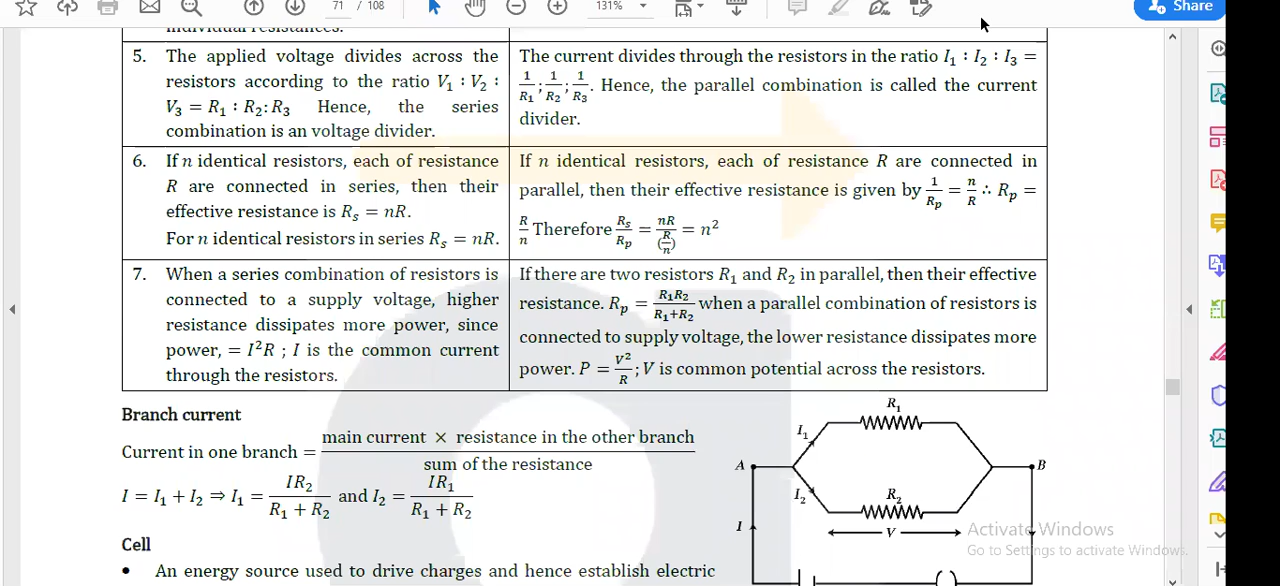 71 / 108
131%
Share
individual resistances.
5. The applied voltage divides across the
resistors according to the ratio V₁ : V₂ :
V₃ = R₁ : R₂: R₃ Hence, the series
combination is an voltage divider.
The current divides through the resistors in the ratio I₁ : I₂ : I₃ =
1/R₁ ; 1/R₂ ; 1/R₃. Hence, the parallel combination is called the current
divider.
6. If n identical resistors, each of resistance
R are connected in series, then their
effective resistance is Rₛ = nR.
For n identical resistors in series Rₛ = nR.
If n identical resistors, each of resistance R are connected in
parallel, then their effective resistance is given by 1/Rₚ = n/R ∴ Rₚ =
R/n Therefore Rₛ/Rₚ = nR/(R/n) = n²
7. When a series combination of resistors is
connected to a supply voltage, higher
resistance dissipates more power, since
power, = I²R ; I is the common current
through the resistors.
If there are two resistors R₁ and R₂ in parallel, then their effective
resistance. Rₚ = R₁R₂/R₁+R₂ when a parallel combination of resistors is
connected to supply voltage, the lower resistance dissipates more
power. P = V²/R ; V is common potential across the resistors.
Branch current
Current in one branch = main current × resistance in the other branch / sum of the resistance
I = I₁ + I₂ ⇒ I₁ = IR₂/R₁ + R₂ and I₂ = IR₁/R₁ + R₂
Cell
• An energy source used to drive charges and hence establish electric
R₁
I₁
A
B
I₂
R₂
I
V
Activate Windows
Go to Settings to activate Windows.